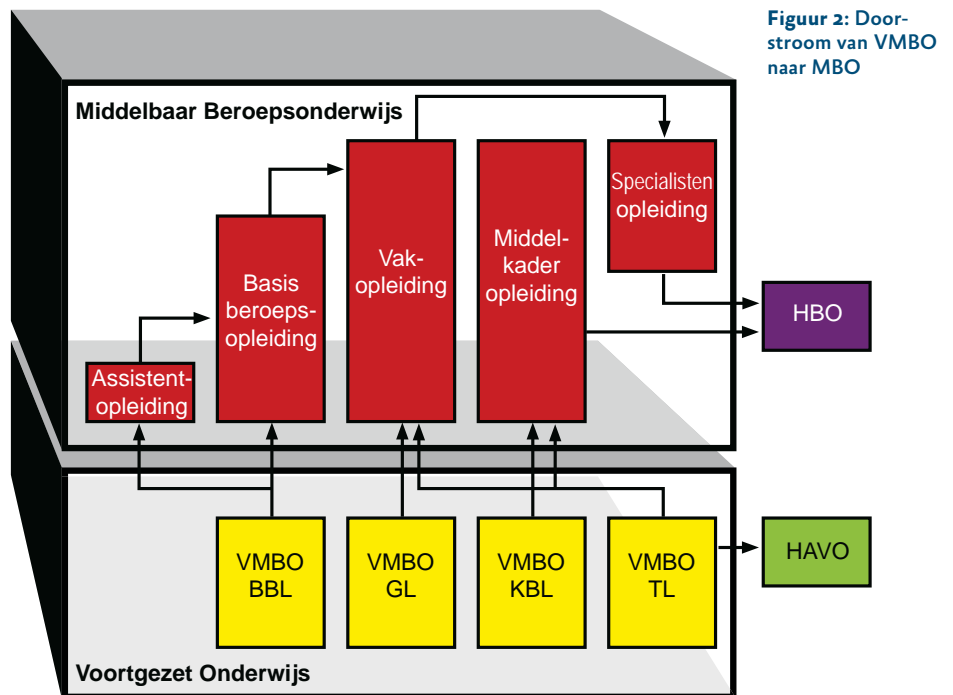 Figuur 2: Door-
stroom van VMBO
naar MBO
Middelbaar Beroepsonderwijs
Assistent-
opleiding
Basis
beroeps-
opleiding
Vak-
opleiding
Middel-
kader
opleiding
Specialisten
opleiding
HBO
VMBO
BBL
VMBO
GL
VMBO
KBL
VMBO
TL
HAVO
Voortgezet Onderwijs